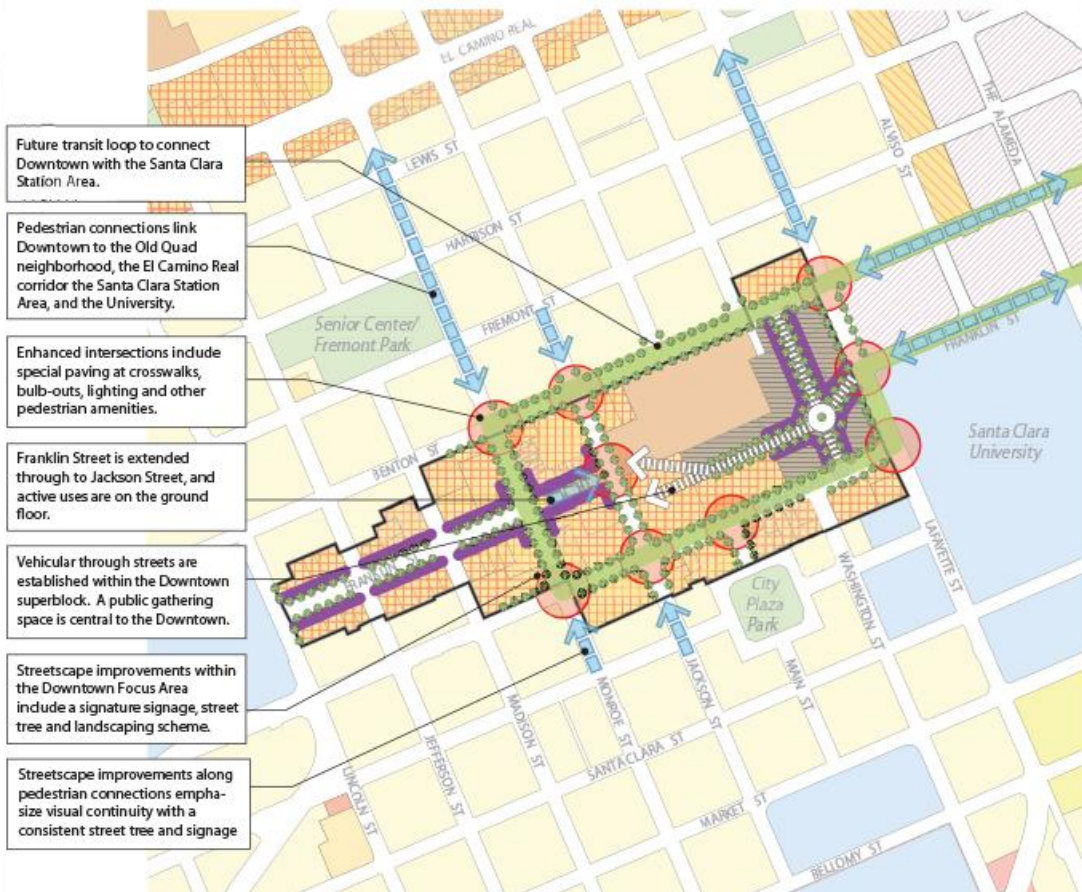 Future transit loop to connect
Downtown with the Santa Clara
Station Area.
Pedestrian connections link
Downtown to the Old Quad
neighborhood, the El Camino Real
corridor the Santa Clara Station
Area, and the University.
Enhanced intersections include
special paving at crosswalks,
bulb-outs, lighting and other
pedestrian amenities.
Franklin Street is extended
through to Jackson Street, and
active uses are on the ground
floor.
Vehicular through streets are
established within the Downtown
superblock. A public gathering
space is central to the Downtown.
Streetscape improvements within
the Downtown Focus Area
include a signature signage, street
tree and landscaping scheme.
Streetscape improvements along
pedestrian connections empha-
size visual continuity with a
consistent street tree and signage
EL CAMINO REAL
LEWIS ST
HARRISON ST
FREMONT ST
BENTON ST
ALVISO ST
THE ALAMEDA
FRANKLIN ST
Senior Center/
Fremont Park
Santa Clara
University
City
Plaza
Park
LAFAYETTE ST
WASHINGTON ST
MAIN ST
JACKSON ST
MONROE ST
MADISON ST
JEFFERSON ST
LINCOLN ST
SANTA CLARA ST
MARKET ST
BELLOMY ST